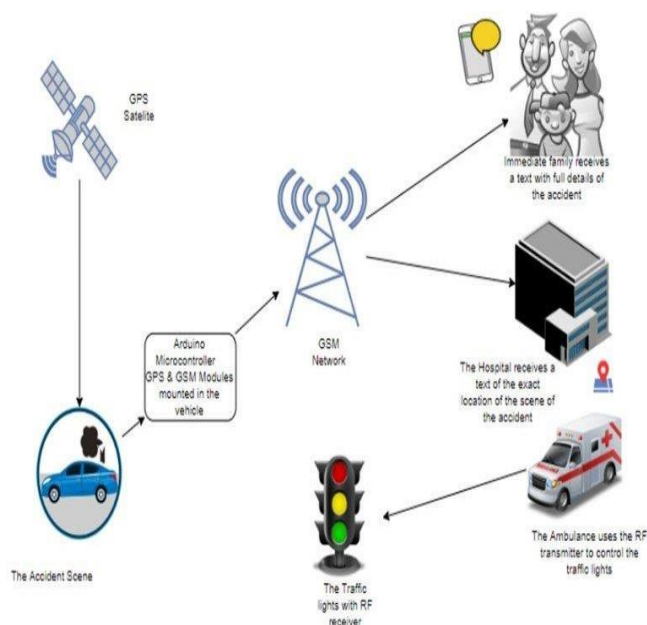 GPS
Satelite
Immediate family receives
a text with full details of
the accident
Arduino
Microcontroller
GPS & GSM Modules
mounted in the
vehicle
GSM
Network
The Hospital receives a
text of the exact
location of the scene of
the accident
The Accident Scene
The Ambulance uses the RF
transmitter to control the
traffic lights
The Traffic
lights with RF
receiver